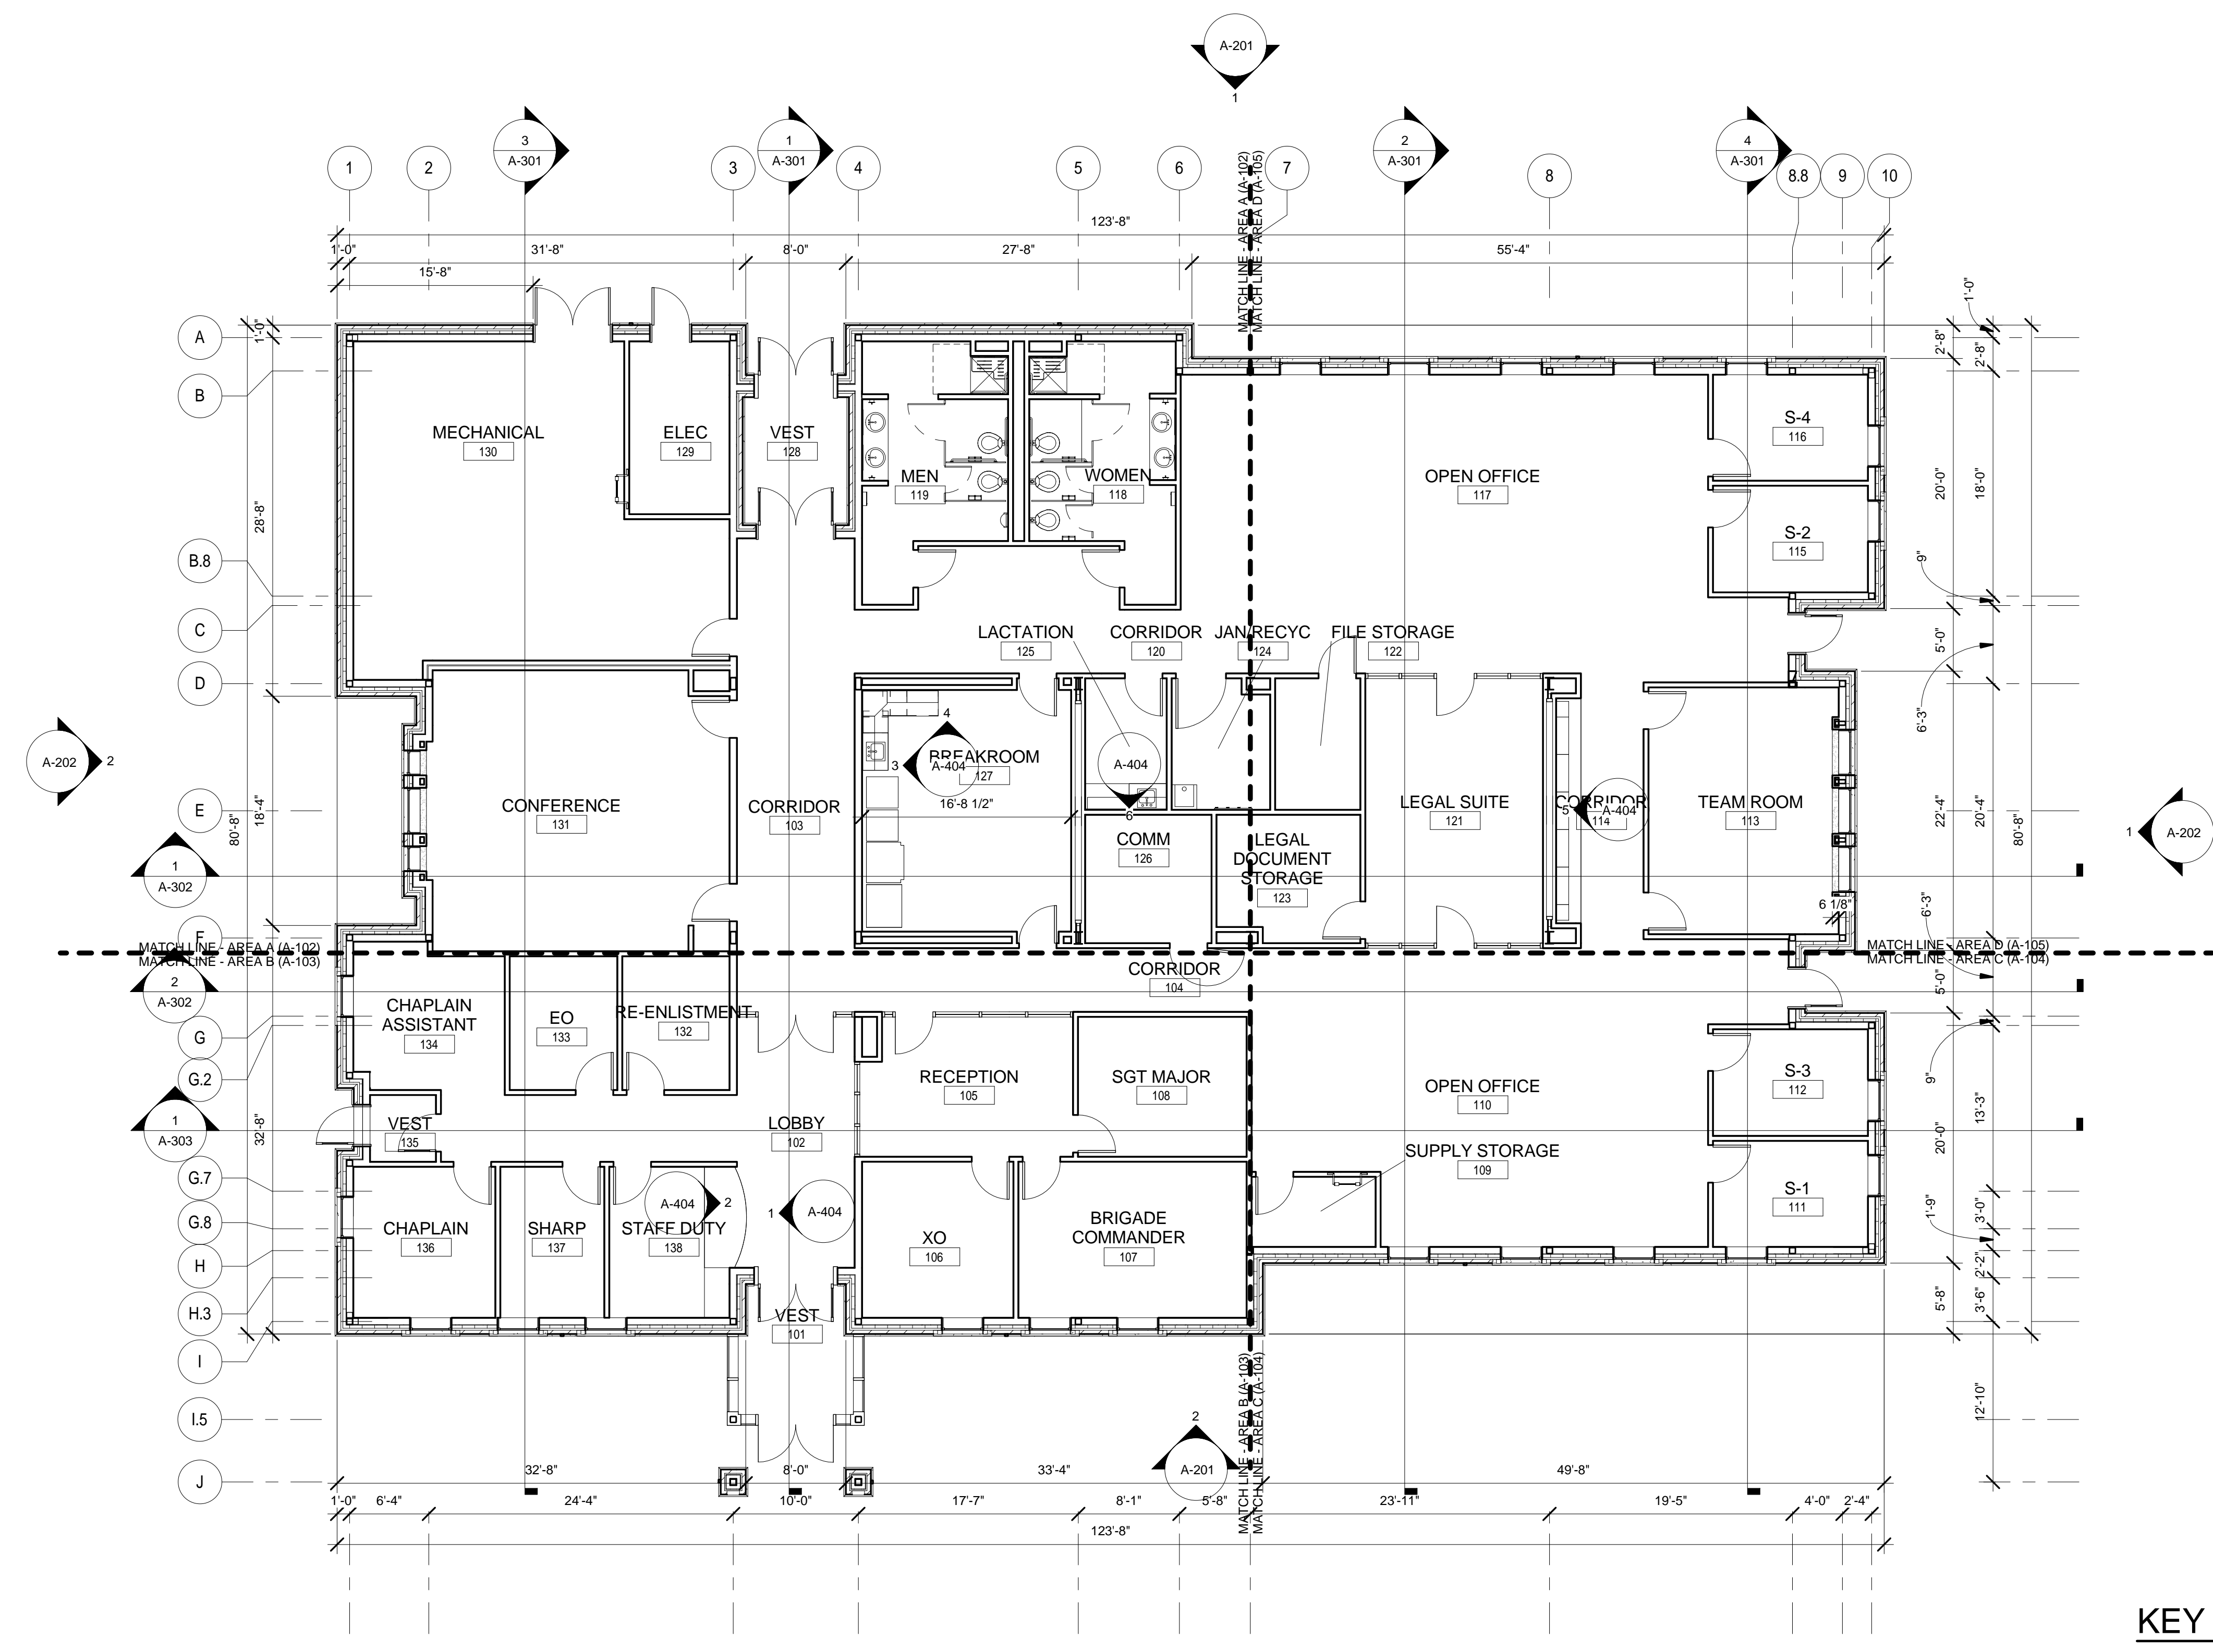 A-201
1
3
A-301
1
A-301
2
A-301
4
A-301
1
2
3
4
5
6
7
8
8.8
9
10
MATCH LINE - AREA A (A-102)
MATCH LINE - AREA D (A-105)
123'-8"
1'-0"
31'-8"
8'-0"
27'-8"
55'-4"
15'-8"
A
B
B.8
C
D
E
F
G
G.2
G.7
G.8
H
H.3
I
I.5
J
1'-0"
28'-8"
18'-4"
80'-8"
32'-8"
1'-0"
2'-8"
2'-8"
20'-0"
18'-0"
9"
5'-0"
6'-3"
22'-4"
20'-4"
80'-8"
6 1/8"
6'-3"
5'-0"
9"
13'-3"
20'-0"
1'-9"
3'-0"
2'-2"
5'-8"
3'-6"
12'-10"
MECHANICAL
130
ELEC
129
VEST
128
MEN
119
WOMEN
118
OPEN OFFICE
117
S-4
116
S-2
115
LACTATION
125
CORRIDOR
120
JAN/RECYC
124
FILE STORAGE
122
A-202
2
CONFERENCE
131
CORRIDOR
103
4
3
A-404
BREAKROOM
127
16'-8 1/2"
A-404
6
COMM
126
LEGAL
DOCUMENT
STORAGE
123
LEGAL SUITE
121
CORRIDOR
114
5
A-404
TEAM ROOM
113
1
A-202
1
A-302
MATCH LINE - AREA A (A-102)
MATCH LINE - AREA B (A-103)
MATCH LINE - AREA D (A-105)
MATCH LINE - AREA C (A-104)
2
A-302
CORRIDOR
104
CHAPLAIN
ASSISTANT
134
EO
133
RE-ENLISTMENT
132
RECEPTION
105
SGT MAJOR
108
OPEN OFFICE
110
S-3
112
1
A-303
VEST
135
LOBBY
102
SUPPLY STORAGE
109
S-1
111
CHAPLAIN
136
SHARP
137
STAFF DUTY
138
A-404
2
1
A-404
XO
106
BRIGADE
COMMANDER
107
VEST
101
MATCH LINE - AREA B (A-103)
MATCH LINE - AREA C (A-104)
2
A-201
32'-8"
8'-0"
33'-4"
49'-8"
1'-0"
6'-4"
24'-4"
10'-0"
17'-7"
8'-1"
5'-8"
23'-11"
19'-5"
4'-0"
2'-4"
123'-8"
KEY